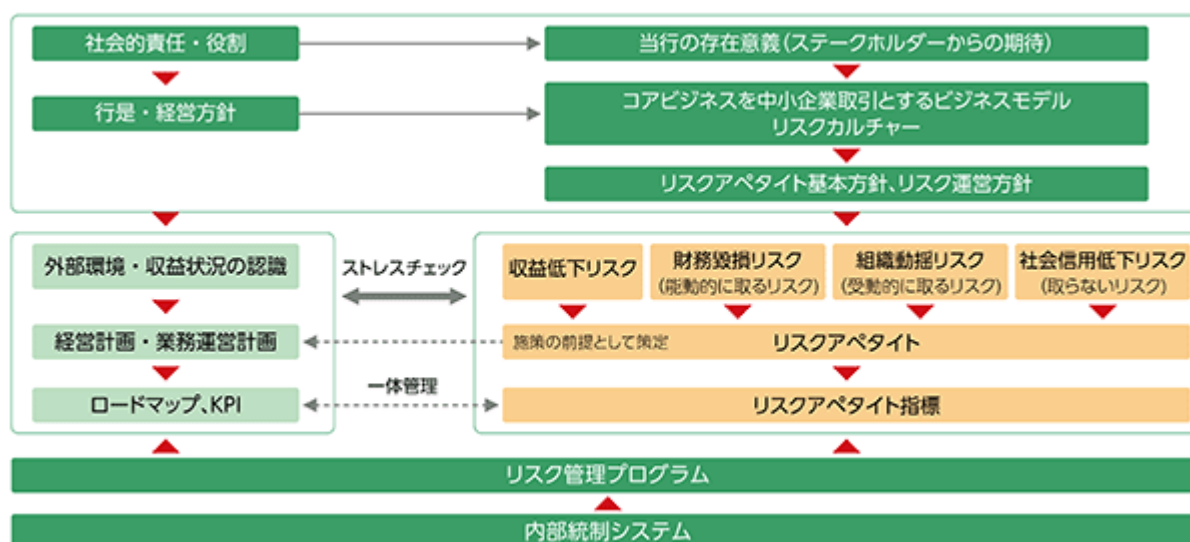 社会的責任・役割
当行の存在意義(ステークホルダーからの期待)
行是・経営方針
コアビジネスを中小企業取引とするビジネスモデル
リスクカルチャー
リスクアペタイト基本方針、リスク運営方針
外部環境・収益状況の認識
ストレスチェック
収益低下リスク
財務毀損リスク
(能動的に取るリスク)
組織動揺リスク
(受動的に取るリスク)
社会信用低下リスク
(取らないリスク)
経営計画・業務運営計画
施策の前提として策定
リスクアペタイト
一体管理
ロードマップ、KPI
リスクアペタイト指標
リスク管理プログラム
内部統制システム